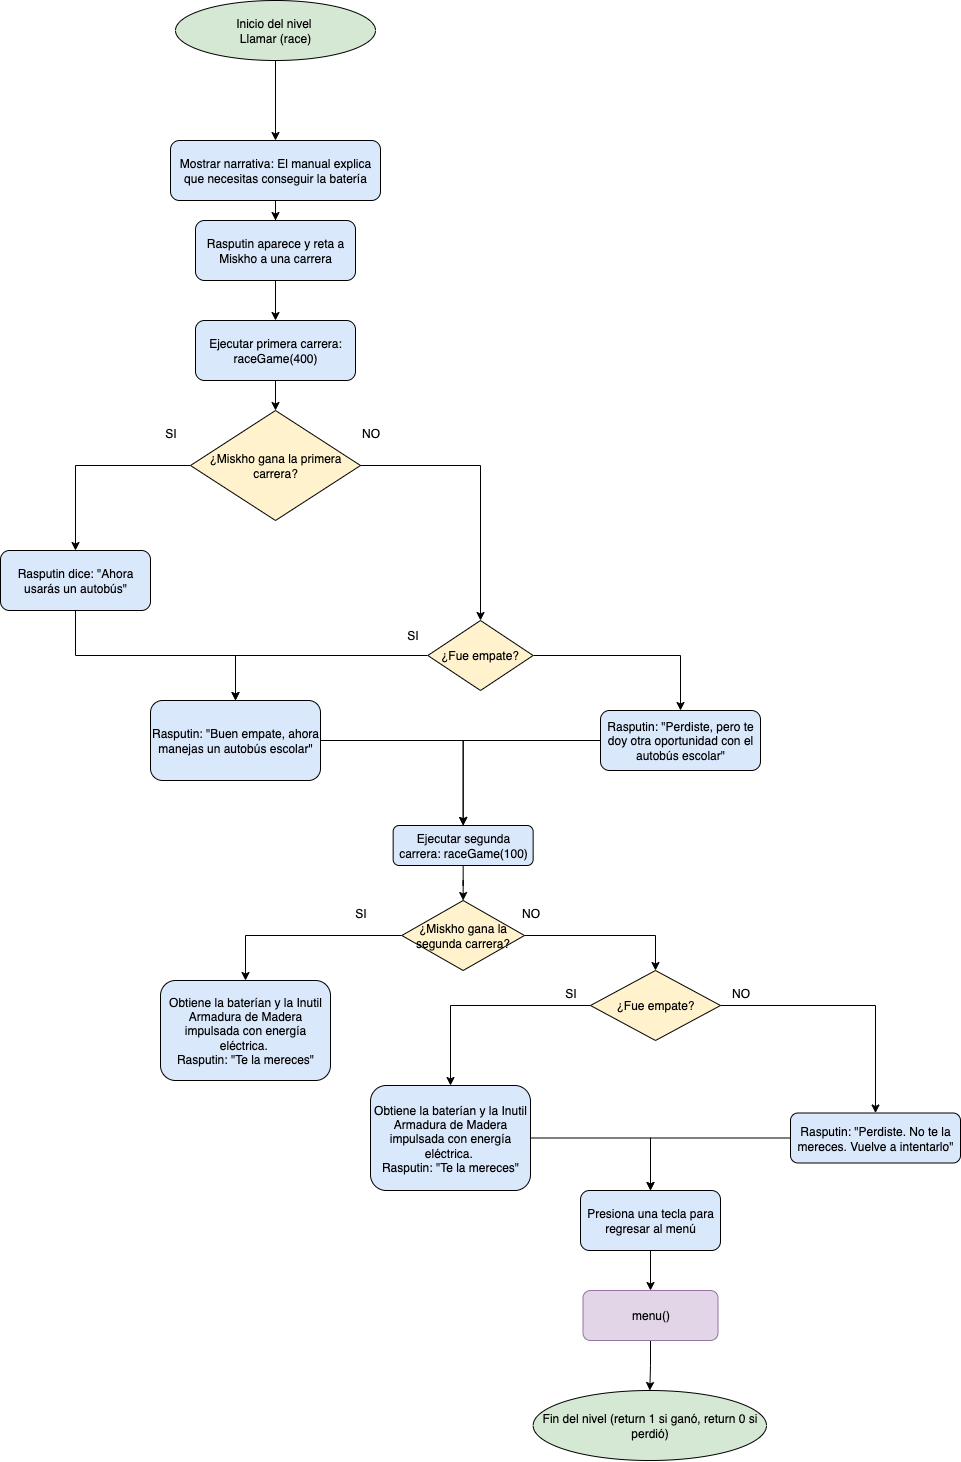 Inicio del nivel
Llamar (race)
Mostrar narrativa: El manual explica
que necesitas conseguir la batería
Rasputin aparece y reta a
Miskho a una carrera
Ejecutar primera carrera:
raceGame(400)
SI
NO
¿Miskho gana la primera
carrera?
Rasputin dice: "Ahora
usarás un autobús"
SI
¿Fue empate?
Rasputin: "Buen empate, ahora
manejas un autobús escolar"
Rasputin: "Perdiste, pero te
doy otra oportunidad con el
autobús escolar"
Ejecutar segunda
carrera: raceGame(100)
SI
NO
¿Miskho gana la
segunda carrera?
Obtiene la baterían y la Inutil
Armadura de Madera
impulsada con energía
eléctrica.
Rasputin: "Te la mereces"
SI
NO
¿Fue empate?
Obtiene la baterían y la Inutil
Armadura de Madera
impulsada con energía
eléctrica.
Rasputin: "Te la mereces"
Rasputin: "Perdiste. No te la
mereces. Vuelve a intentarlo"
Presiona una tecla para
regresar al menú
menu()
Fin del nivel (return 1 si ganó, return 0 si
perdió)